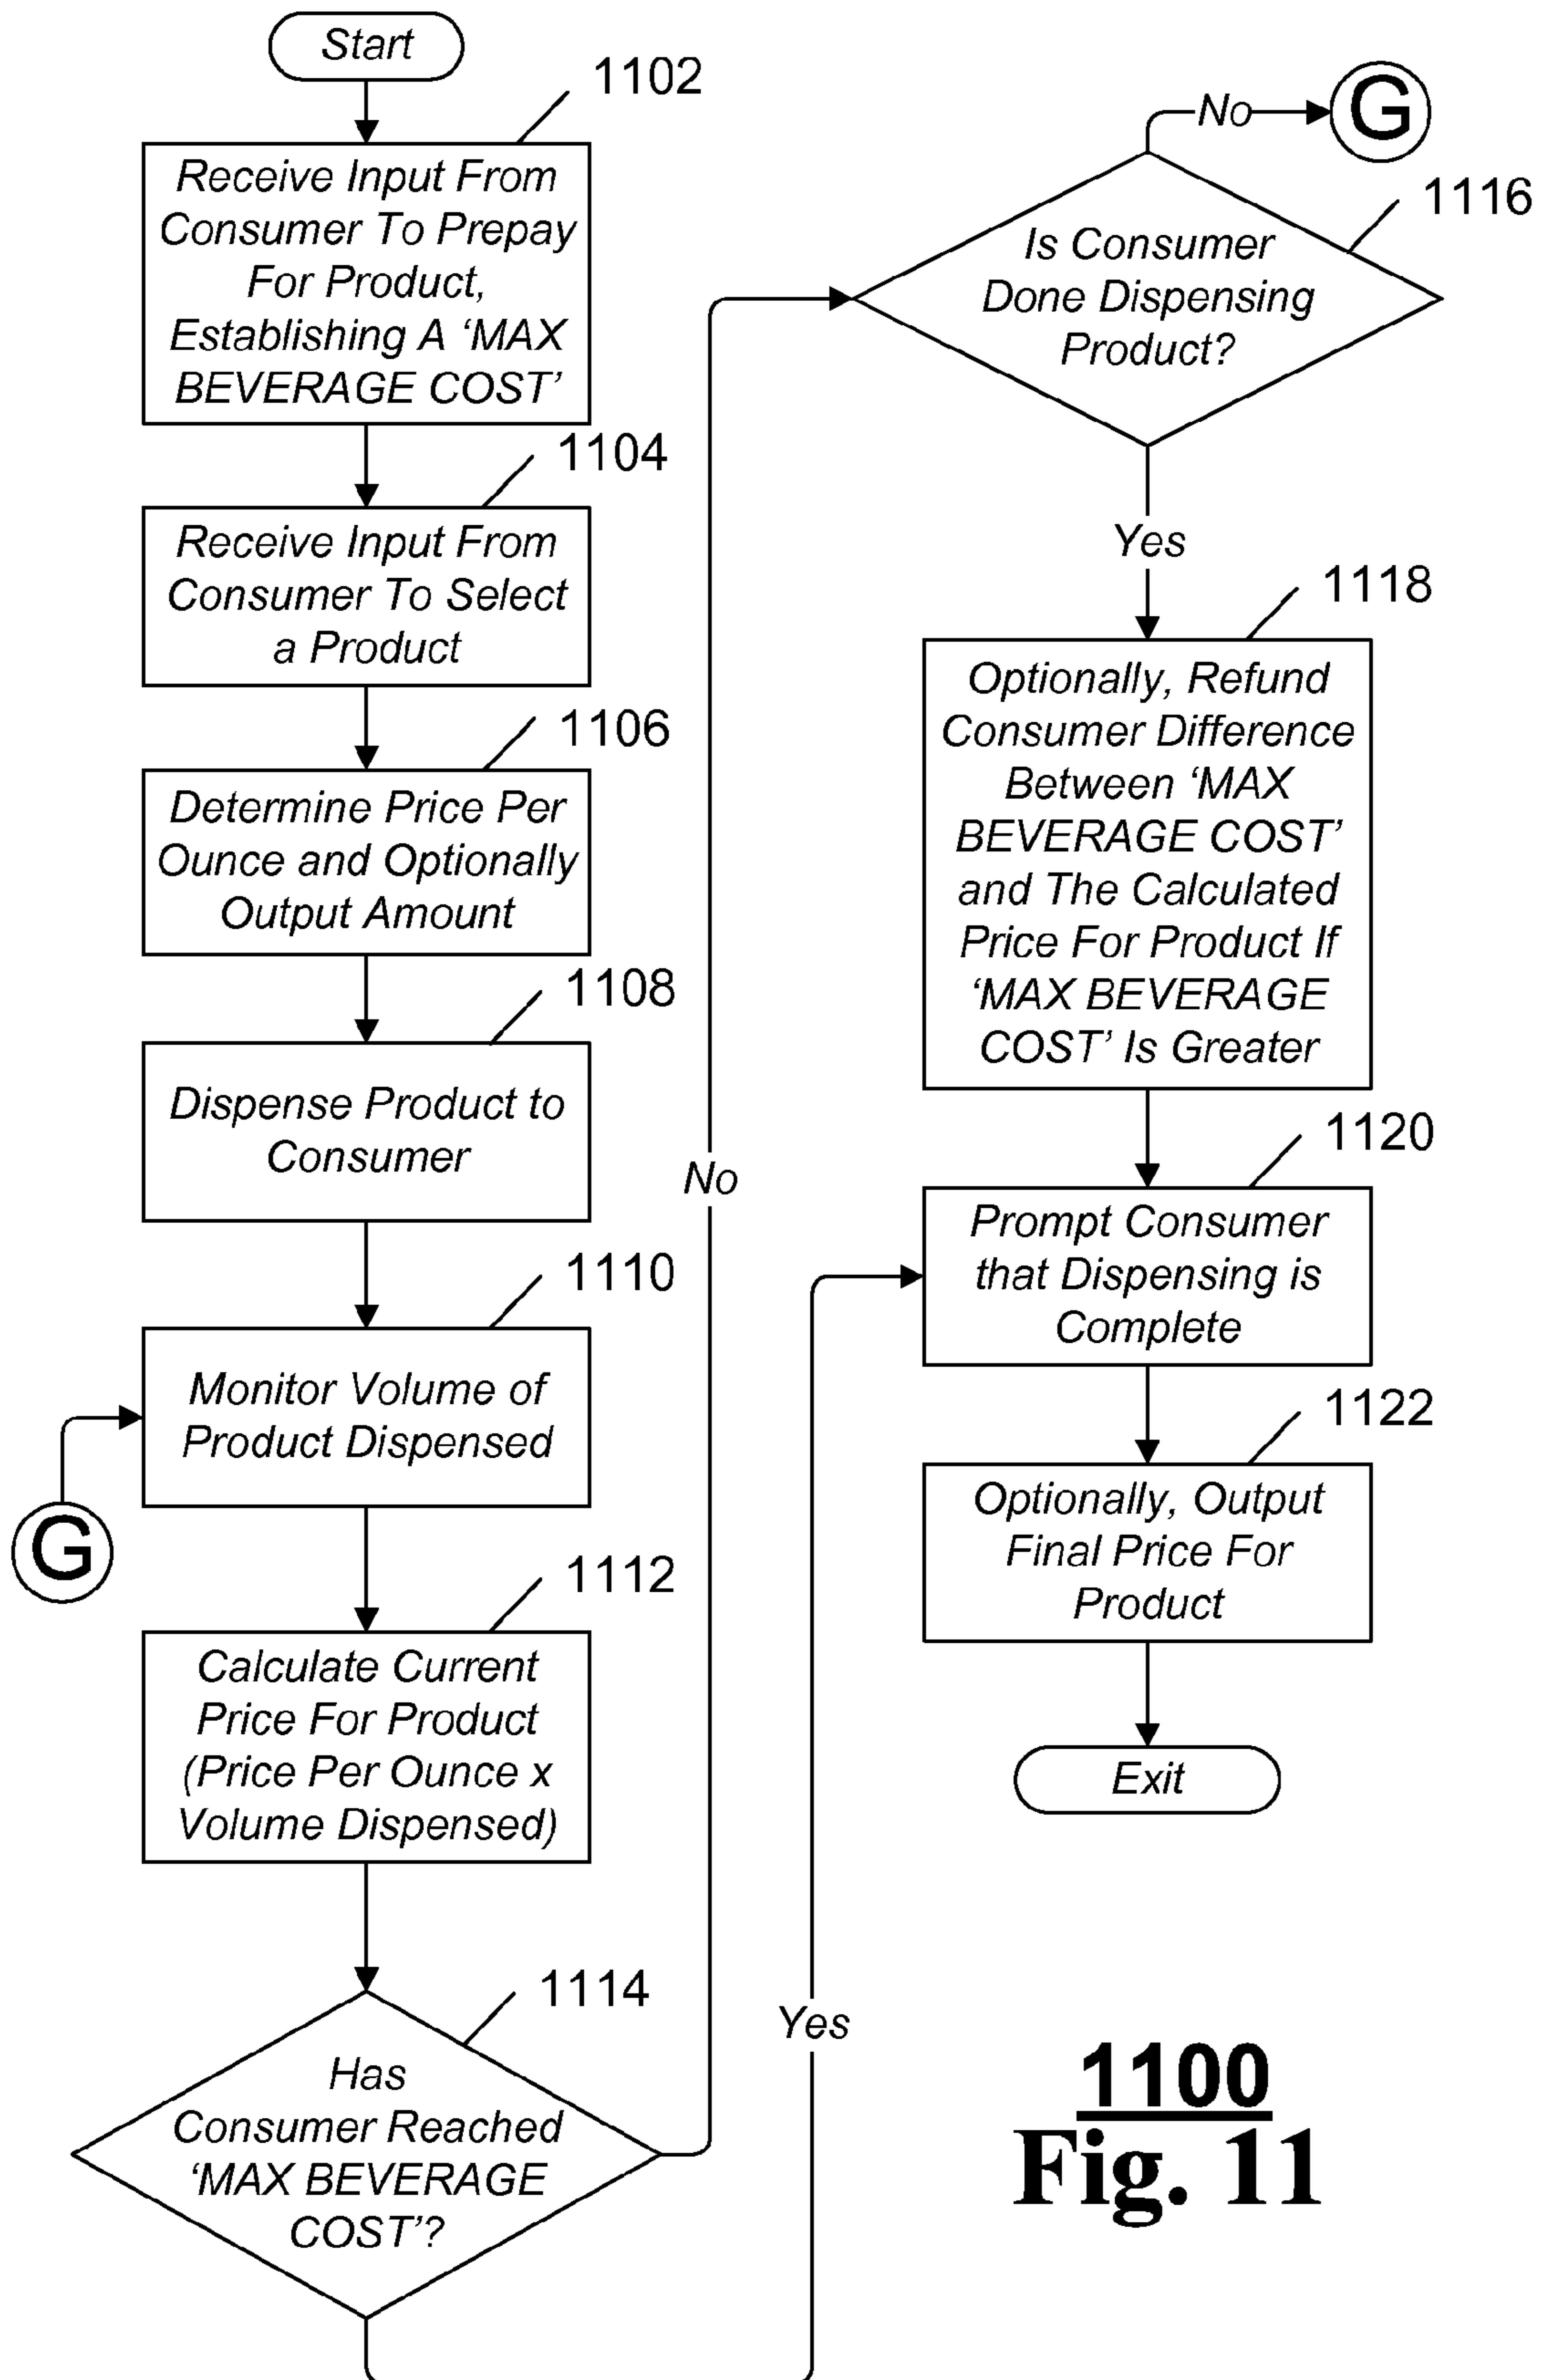 Start
1102
Receive Input From
Consumer To Prepay
For Product,
Establishing A ‘MAX
BEVERAGE COST’
1104
Receive Input From
Consumer To Select
a Product
1106
Determine Price Per
Ounce and Optionally
Output Amount
1108
Dispense Product to
Consumer
1110
Monitor Volume of
Product Dispensed
G
1112
Calculate Current
Price For Product
(Price Per Ounce x
Volume Dispensed)
1114
Has
Consumer Reached
‘MAX BEVERAGE
COST’?
No
Yes
No
G
1116
Is Consumer
Done Dispensing
Product?
Yes
1118
Optionally, Refund
Consumer Difference
Between ‘MAX
BEVERAGE COST’
and The Calculated
Price For Product If
‘MAX BEVERAGE
COST’ Is Greater
1120
Prompt Consumer
that Dispensing is
Complete
1122
Optionally, Output
Final Price For
Product
Exit
1100
Fig. 11